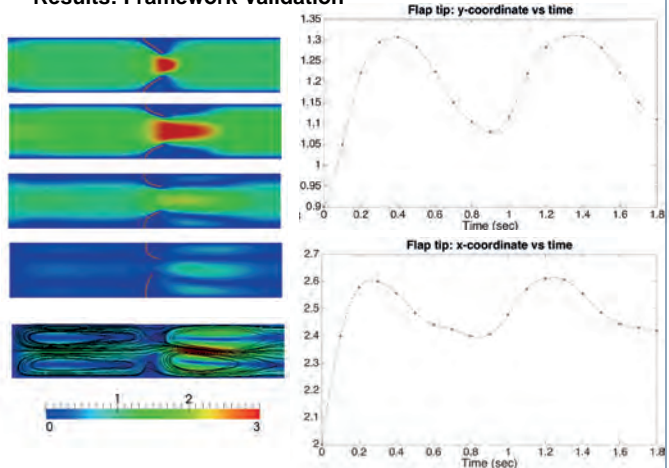 Results: Framework validation
Flap tip: y-coordinate vs time
1.35
1.3
1.25
1.2
1.15
1.1
1.05
1
0.95
0.9
0 0.2 0.4 0.6 0.8 1 1.2 1.4 1.6 1.8
Time (sec)
Flap tip: x-coordinate vs time
2.7
2.6
2.5
2.4
2.3
2.2
2.1
2
0 0.2 0.4 0.6 0.8 1 1.2 1.4 1.6 1.8
Time (sec)
1 2
0 3